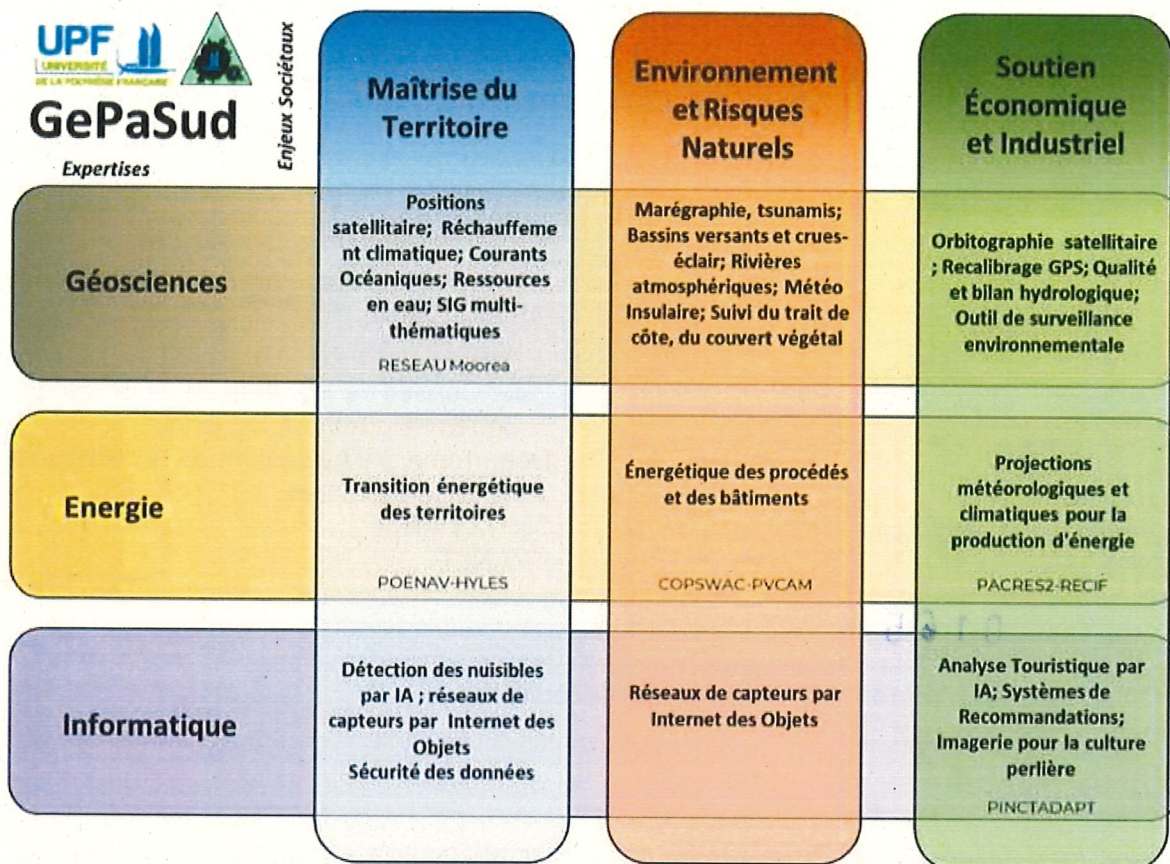 UPF
UNIVERSITÉ
DE LA POLYNÉSIE FRANÇAISE
GePaSud
Expertises
Enjeux Sociétaux
Maîtrise du
Territoire
Environnement
et Risques
Naturels
Soutien
Économique
et Industriel
Géosciences
Positions
satellitaire; Réchauffeme
nt climatique; Courants
Océaniques; Ressources
en eau; SIG multi-
thématiques
RESEAU Moorea
Marégraphie, tsunamis;
Bassins versants et crues-
éclair; Rivières
atmosphériques; Météo
Insulaire; Suivi du trait de
côte, du couvert végétal
Orbitographie satellitaire
; Recalibrage GPS; Qualité
et bilan hydrologique;
Outil de surveillance
environnementale
Energie
Transition énergétique
des territoires
POENAV-HYLES
Énergétique des procédés
et des bâtiments
COPSWAC-PVCAM
Projections
météorologiques et
climatiques pour la
production d'énergie
PACRES2-RECIF
Informatique
Détection des nuisibles
par IA ; réseaux de
capteurs par Internet des
Objets
Sécurité des données
Réseaux de capteurs par
Internet des Objets
Analyse Touristique par
IA; Systèmes de
Recommandations;
Imagerie pour la culture
perlière
PINCTADAPT